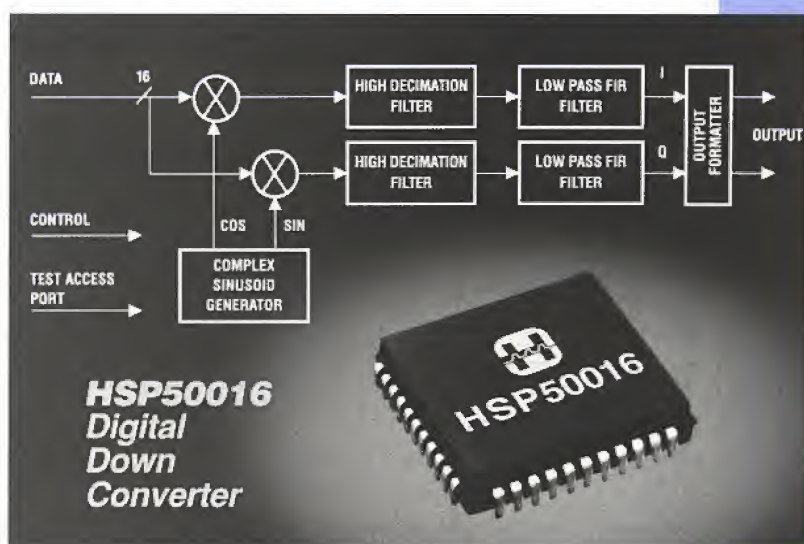 DATA
16
HIGH DECIMATION
FILTER
LOW PASS FIR
FILTER
I
OUTPUT
FORMATTER
OUTPUT
HIGH DECIMATION
FILTER
LOW PASS FIR
FILTER
Q
CONTROL
COS
SIN
TEST ACCESS
PORT
COMPLEX
SINUSOID
GENERATOR
HSP50016
HSP50016
Digital
Down
Converter